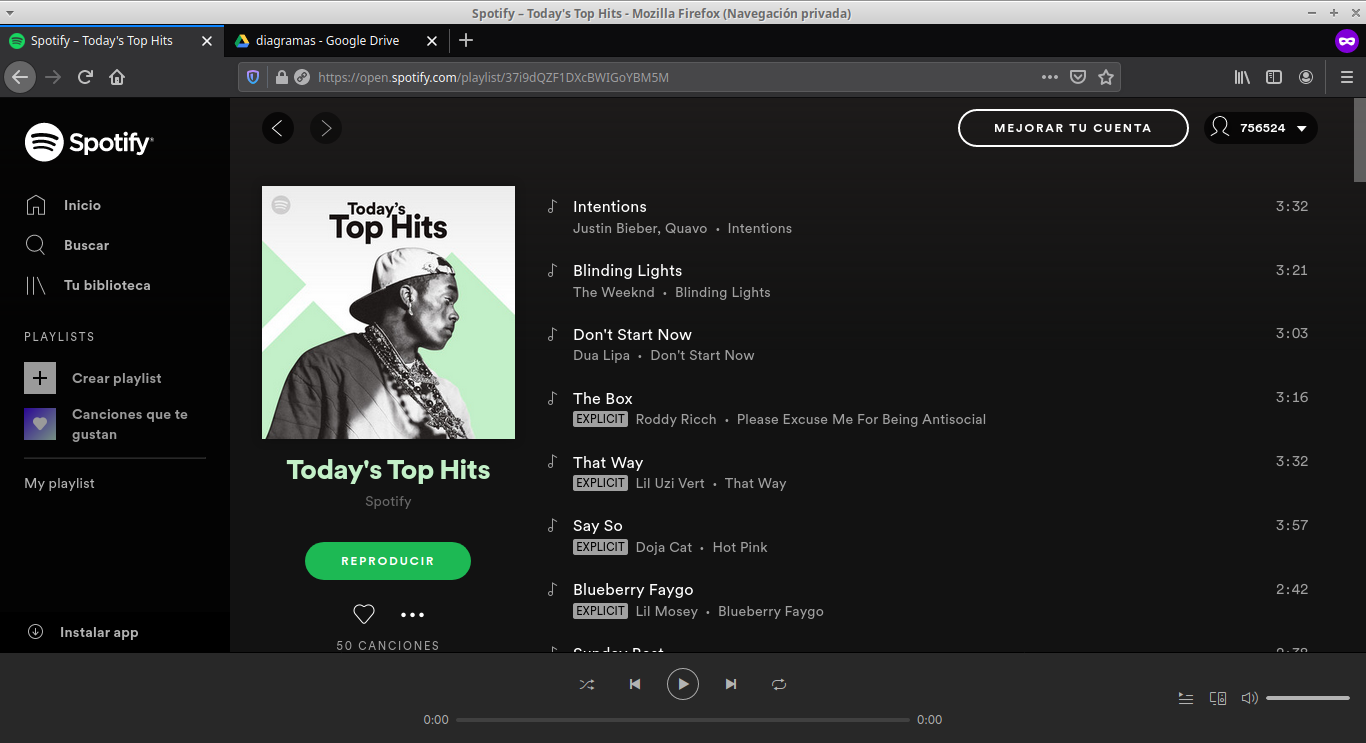 Spotify – Today's Top Hits - Mozilla Firefox (Navegación privada)
Spotify – Today's Top Hits
diagramas - Google Drive
https://open.spotify.com/playlist/37i9dQZF1DXcBWIGoYBM5M
Spotify
MEJORAR TU CUENTA
756524
Inicio
Buscar
Tu biblioteca
PLAYLISTS
Crear playlist
Canciones que te
gustan
My playlist
Instalar app
Today's
Top Hits
Today's Top Hits
Spotify
REPRODUCIR
50 CANCIONES
Intentions 3:32
Justin Bieber, Quavo • Intentions
Blinding Lights 3:21
The Weeknd • Blinding Lights
Don't Start Now 3:03
Dua Lipa • Don't Start Now
The Box 3:16
EXPLICIT Roddy Ricch • Please Excuse Me For Being Antisocial
That Way 3:32
EXPLICIT Lil Uzi Vert • That Way
Say So 3:57
EXPLICIT Doja Cat • Hot Pink
Blueberry Faygo 2:42
EXPLICIT Lil Mosey • Blueberry Faygo
Sunday Best
0:00 0:00